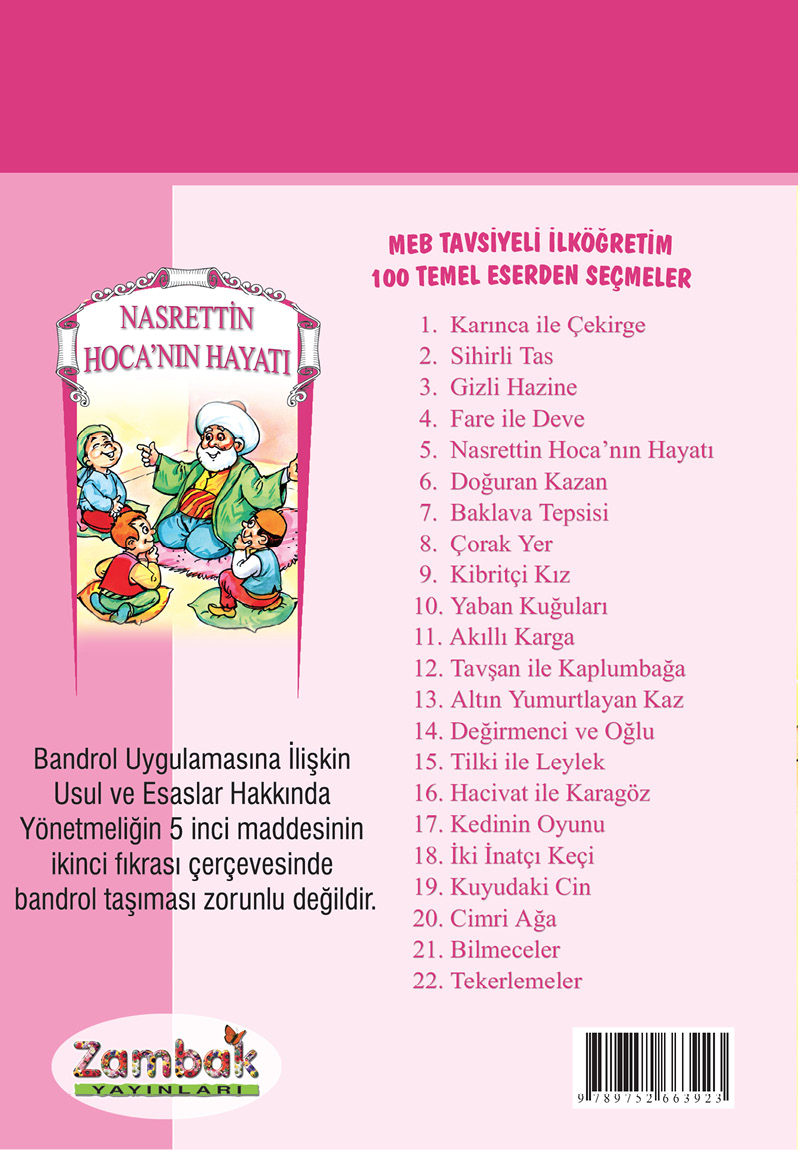 MEB TAVSİYELİ İLKÖĞRETİM
100 TEMEL ESERDEN SEÇMELER
NASRETTİN
HOCA'NIN HAYATI
1. Karınca ile Çekirge
2. Sihirli Tas
3. Gizli Hazine
4. Fare ile Deve
5. Nasrettin Hoca'nın Hayatı
6. Doğuran Kazan
7. Baklava Tepsisi
8. Çorak Yer
9. Kibritçi Kız
10. Yaban Kuğuları
11. Akıllı Karga
12. Tavşan ile Kaplumbağa
13. Altın Yumurtlayan Kaz
14. Değirmenci ve Oğlu
15. Tilki ile Leylek
16. Hacivat ile Karagöz
17. Kedinin Oyunu
18. İki İnatçı Keçi
19. Kuyudaki Cin
20. Cimri Ağa
21. Bilmeceler
22. Tekerlemeler
Bandrol Uygulamasına İlişkin
Usul ve Esaslar Hakkında
Yönetmeliğin 5 inci maddesinin
ikinci fıkrası çerçevesinde
bandrol taşıması zorunlu değildir.
Zambak
YAYINLARI
9 789752 663923